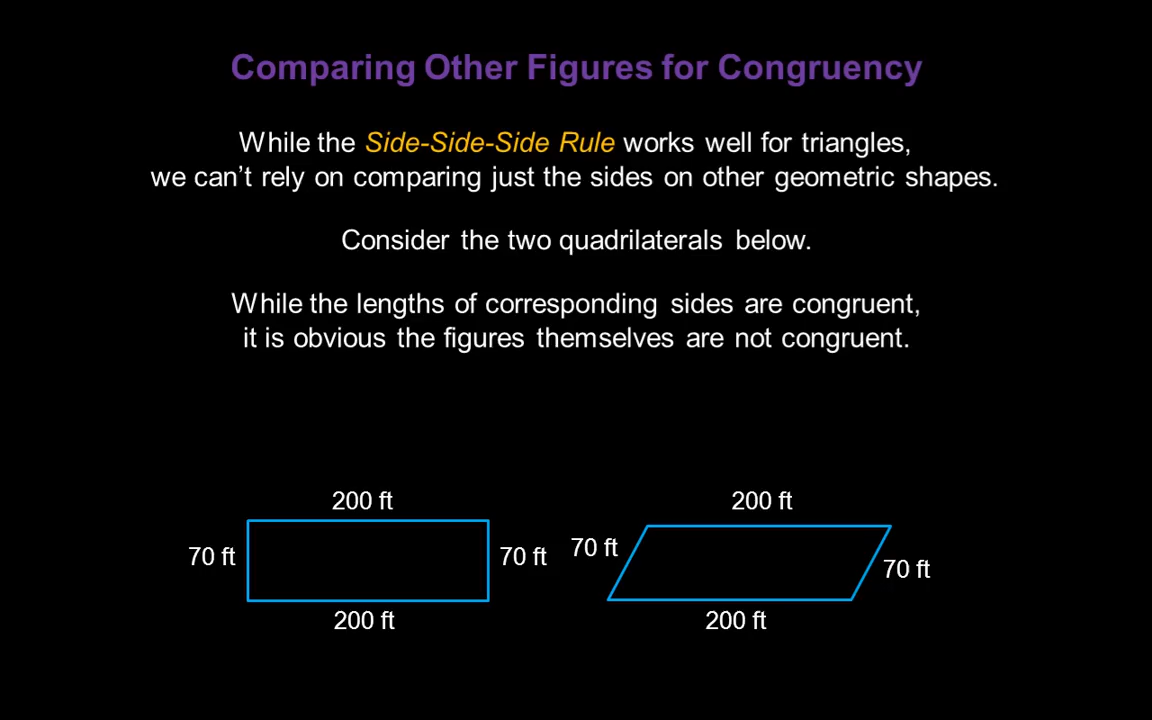 Comparing Other Figures for Congruency
While the Side-Side-Side Rule works well for triangles,
we can’t rely on comparing just the sides on other geometric shapes.
Consider the two quadrilaterals below.
While the lengths of corresponding sides are congruent,
it is obvious the figures themselves are not congruent.
200 ft
70 ft
70 ft
200 ft
200 ft
70 ft
70 ft
200 ft